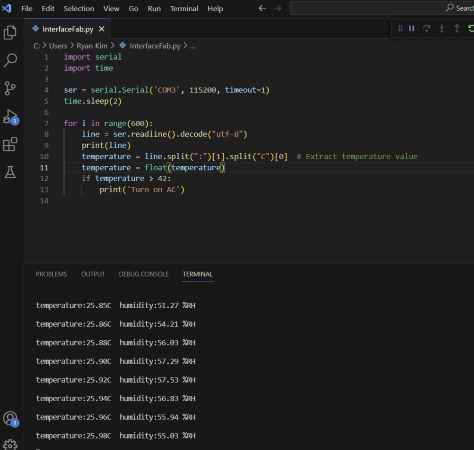 File Edit Selection View Go Run Terminal Help
Search
InterfaceFab.py
C: > Users > Ryan Kim > InterfaceFab.py > ...
1 import serial
2 import time
3
4 ser = serial.Serial('COM3', 115200, timeout=1)
5 time.sleep(2)
6
7 for i in range(600):
8 line = ser.readline().decode("utf-8")
9 print(line)
10 temperature = line.split(":")[1].split("C")[0] # Extract temperature value
11 temperature = float(temperature)
12 if temperature > 42:
13 print('Turn on AC')
14
PROBLEMS OUTPUT DEBUG CONSOLE TERMINAL
temperature:25.85C humidity:51.27 %RH
temperature:25.86C humidity:54.21 %RH
temperature:25.88C humidity:56.03 %RH
temperature:25.90C humidity:57.29 %RH
temperature:25.92C humidity:57.53 %RH
temperature:25.94C humidity:56.83 %RH
temperature:25.96C humidity:55.94 %RH
temperature:25.98C humidity:55.03 %RH